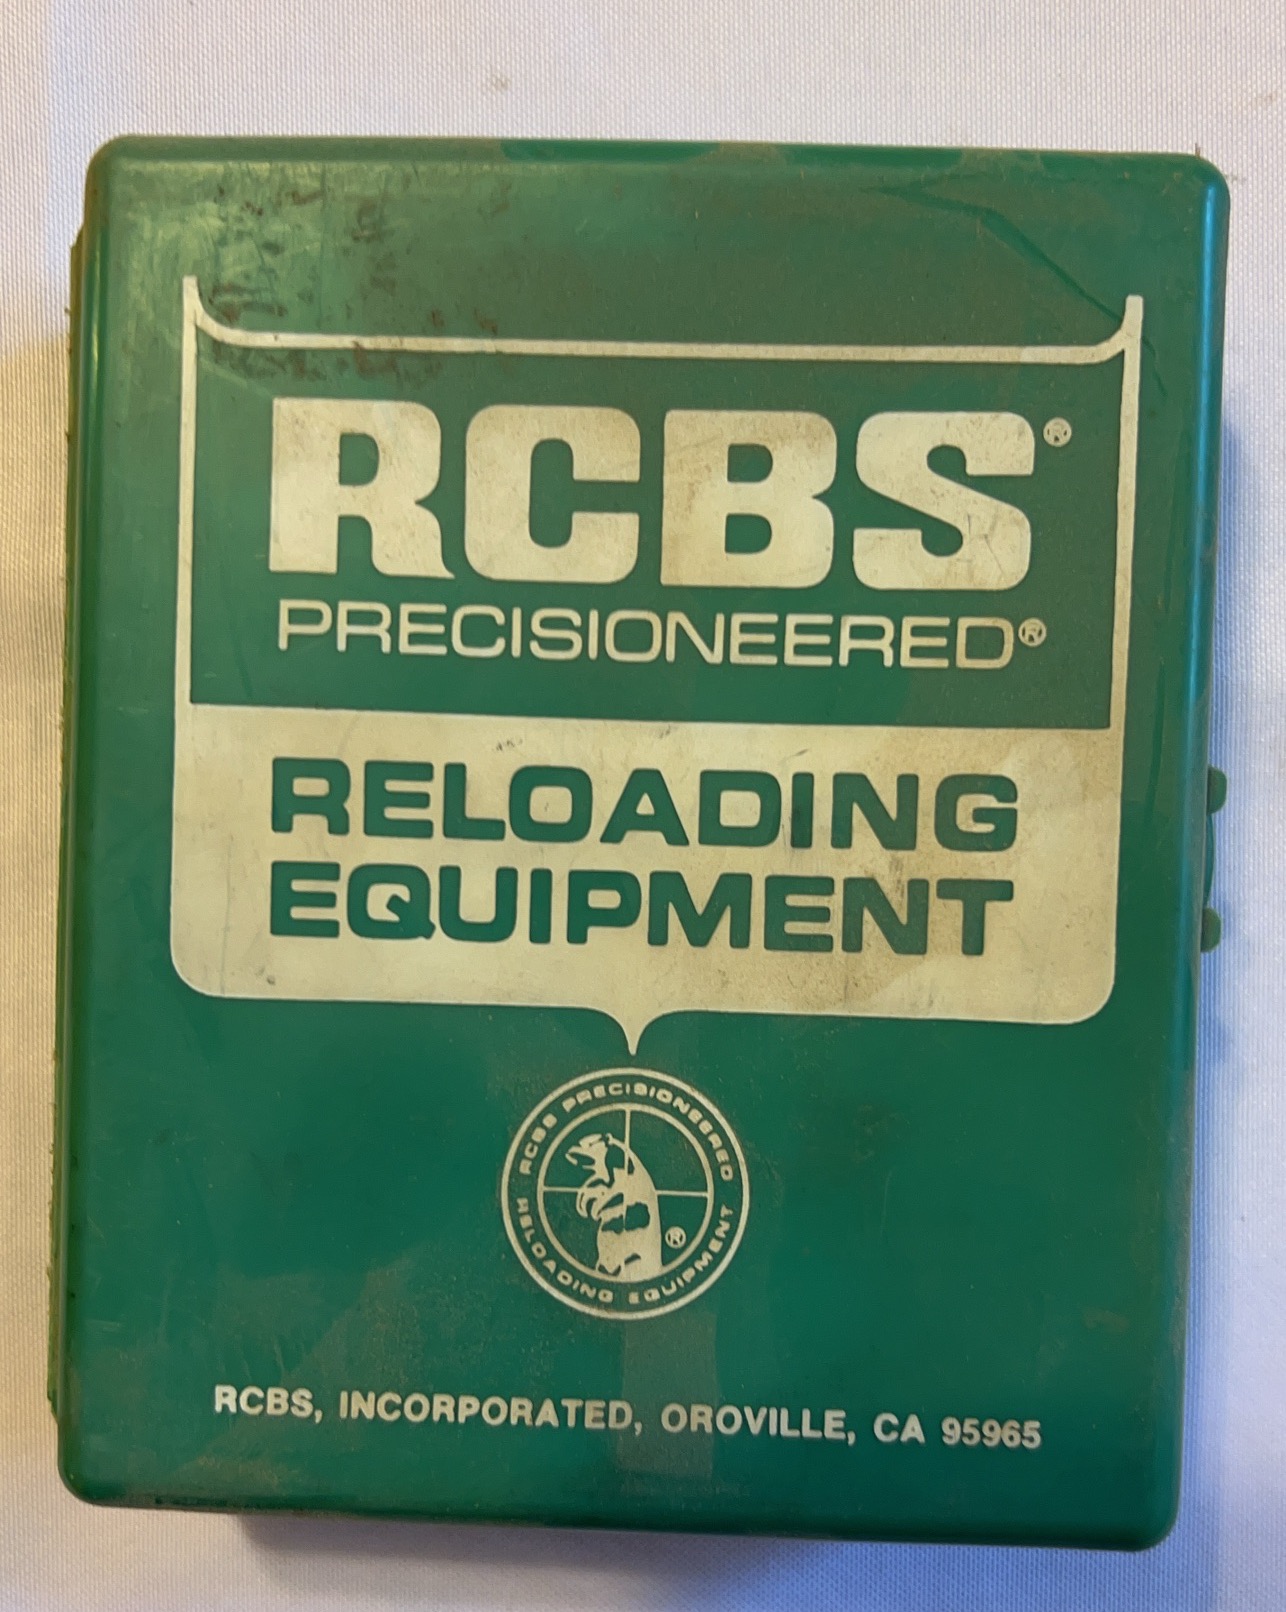 RCBS®
PRECISIONEERED®
RELOADING
EQUIPMENT
RCBS PRECISIONEERED
RELOADING EQUIPMENT
®
RCBS, INCORPORATED, OROVILLE, CA 95965